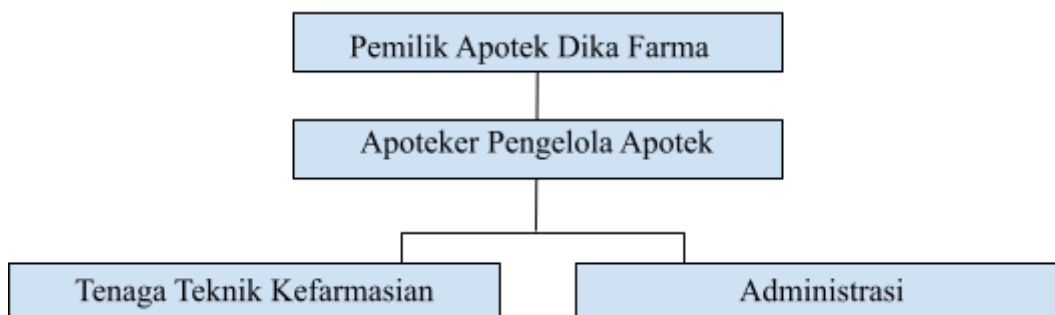 Pemilik Apotek Dika Farma
Apoteker Pengelola Apotek
Tenaga Teknik Kefarmasian
Administrasi